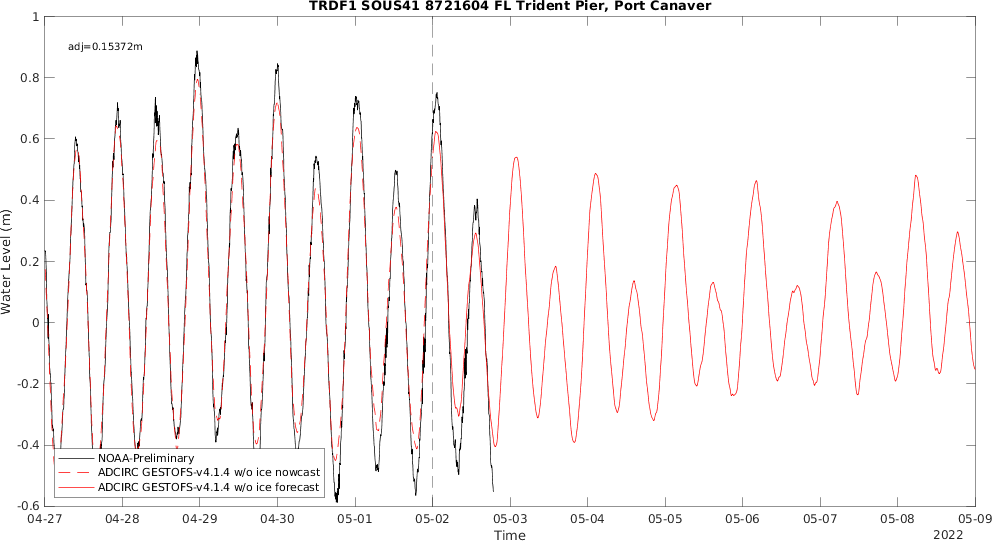 TRDF1 SOUS41 8721604 FL Trident Pier, Port Canaver
adj=0.15372m
1
0.8
0.6
0.4
0.2
0
-0.2
-0.4
-0.6
Water Level (m)
NOAA-Preliminary
ADCIRC GESTOFS-v4.1.4 w/o ice nowcast
ADCIRC GESTOFS-v4.1.4 w/o ice forecast
04-27 04-28 04-29 04-30 05-01 05-02 05-03 05-04 05-05 05-06 05-07 05-08 05-09
Time
2022